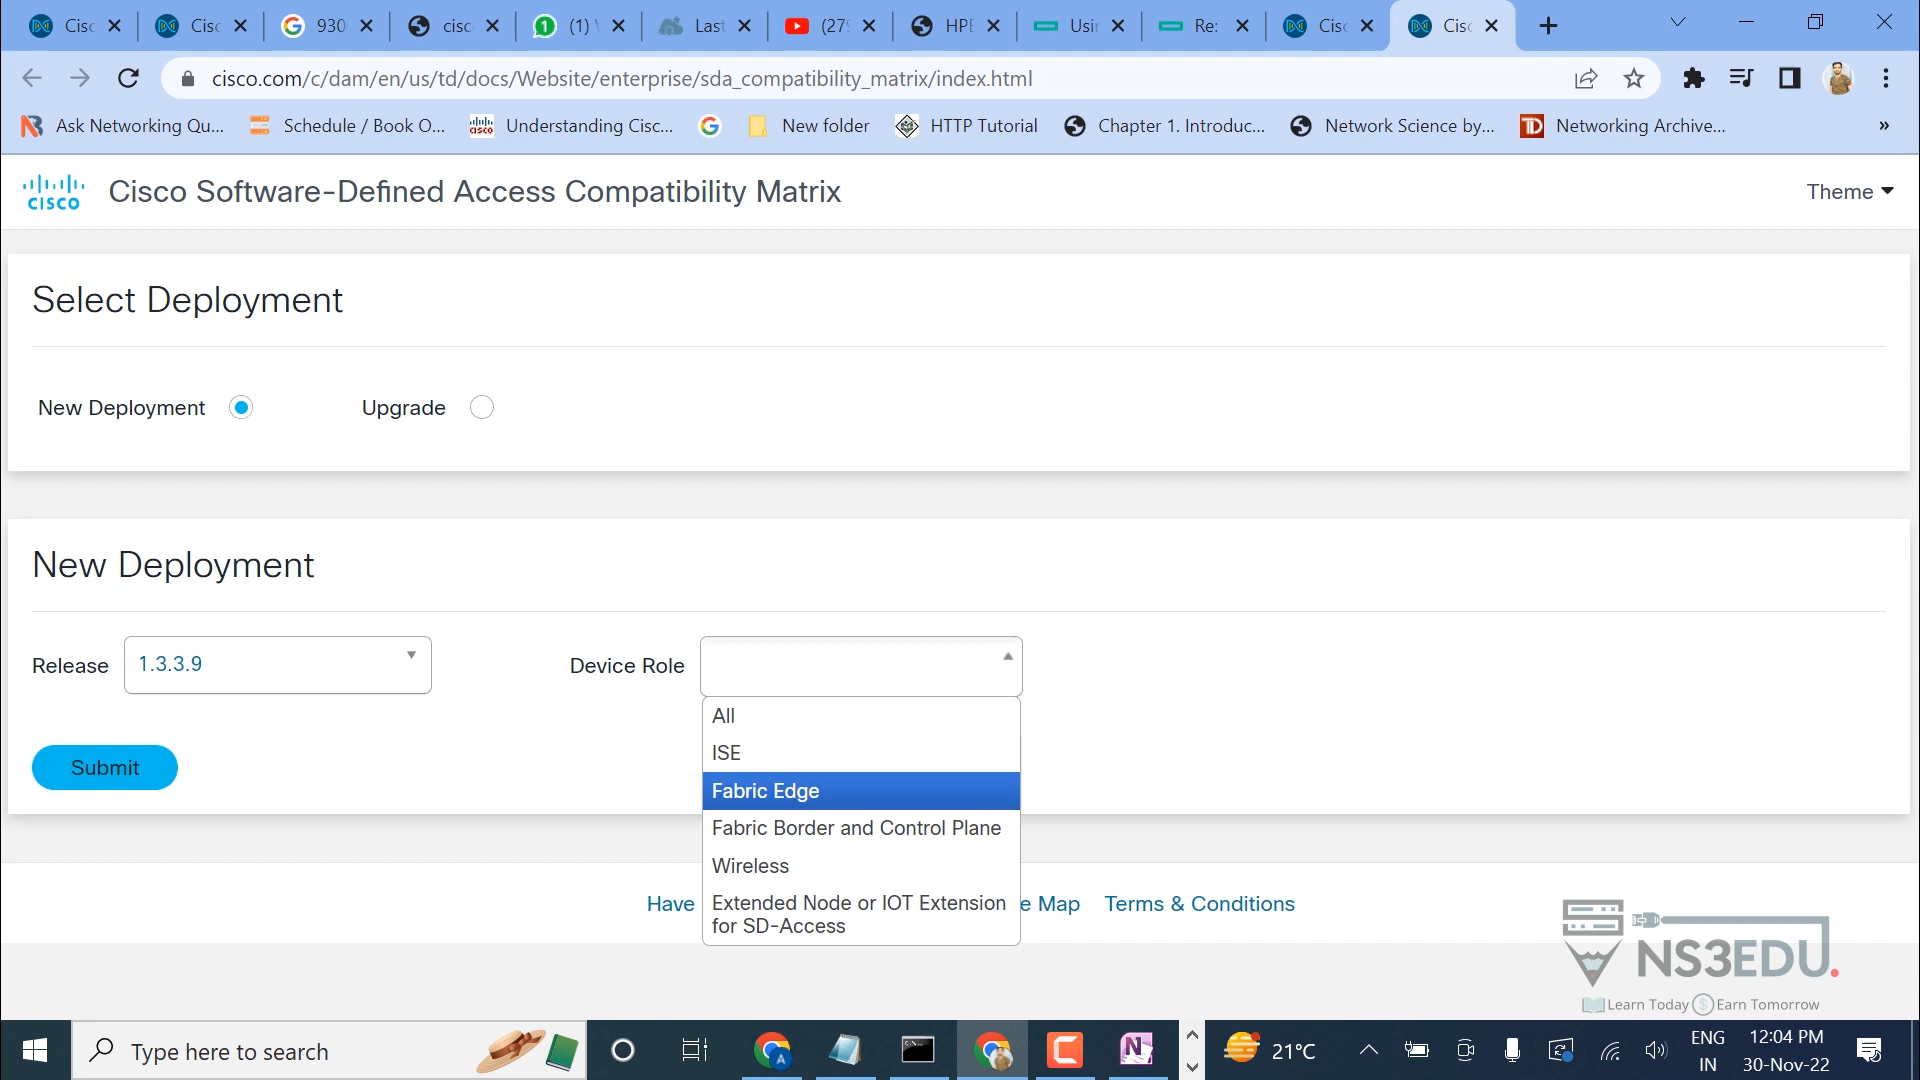 Cisc
Cisc
930
cisc
(1)
Last
(279
HPE
Usin
Re:
Cisc
Cisc
cisco.com/c/dam/en/us/td/docs/Website/enterprise/sda_compatibility_matrix/index.html
Ask Networking Qu...
Schedule / Book O...
Understanding Cisc...
New folder
HTTP Tutorial
Chapter 1. Introduc...
Network Science by...
Networking Archive...
»
CISCO
Cisco Software-Defined Access Compatibility Matrix
Theme
Select Deployment
New Deployment
Upgrade
New Deployment
Release
1.3.3.9
Device Role
All
ISE
Submit
Fabric Edge
Fabric Border and Control Plane
Wireless
Have
Extended Node or IOT Extension
for SD-Access
e Map
Terms & Conditions
NS3EDU.
Learn Today $ Earn Tomorrow
Type here to search
21°C
ENG
IN
12:04 PM
30-Nov-22